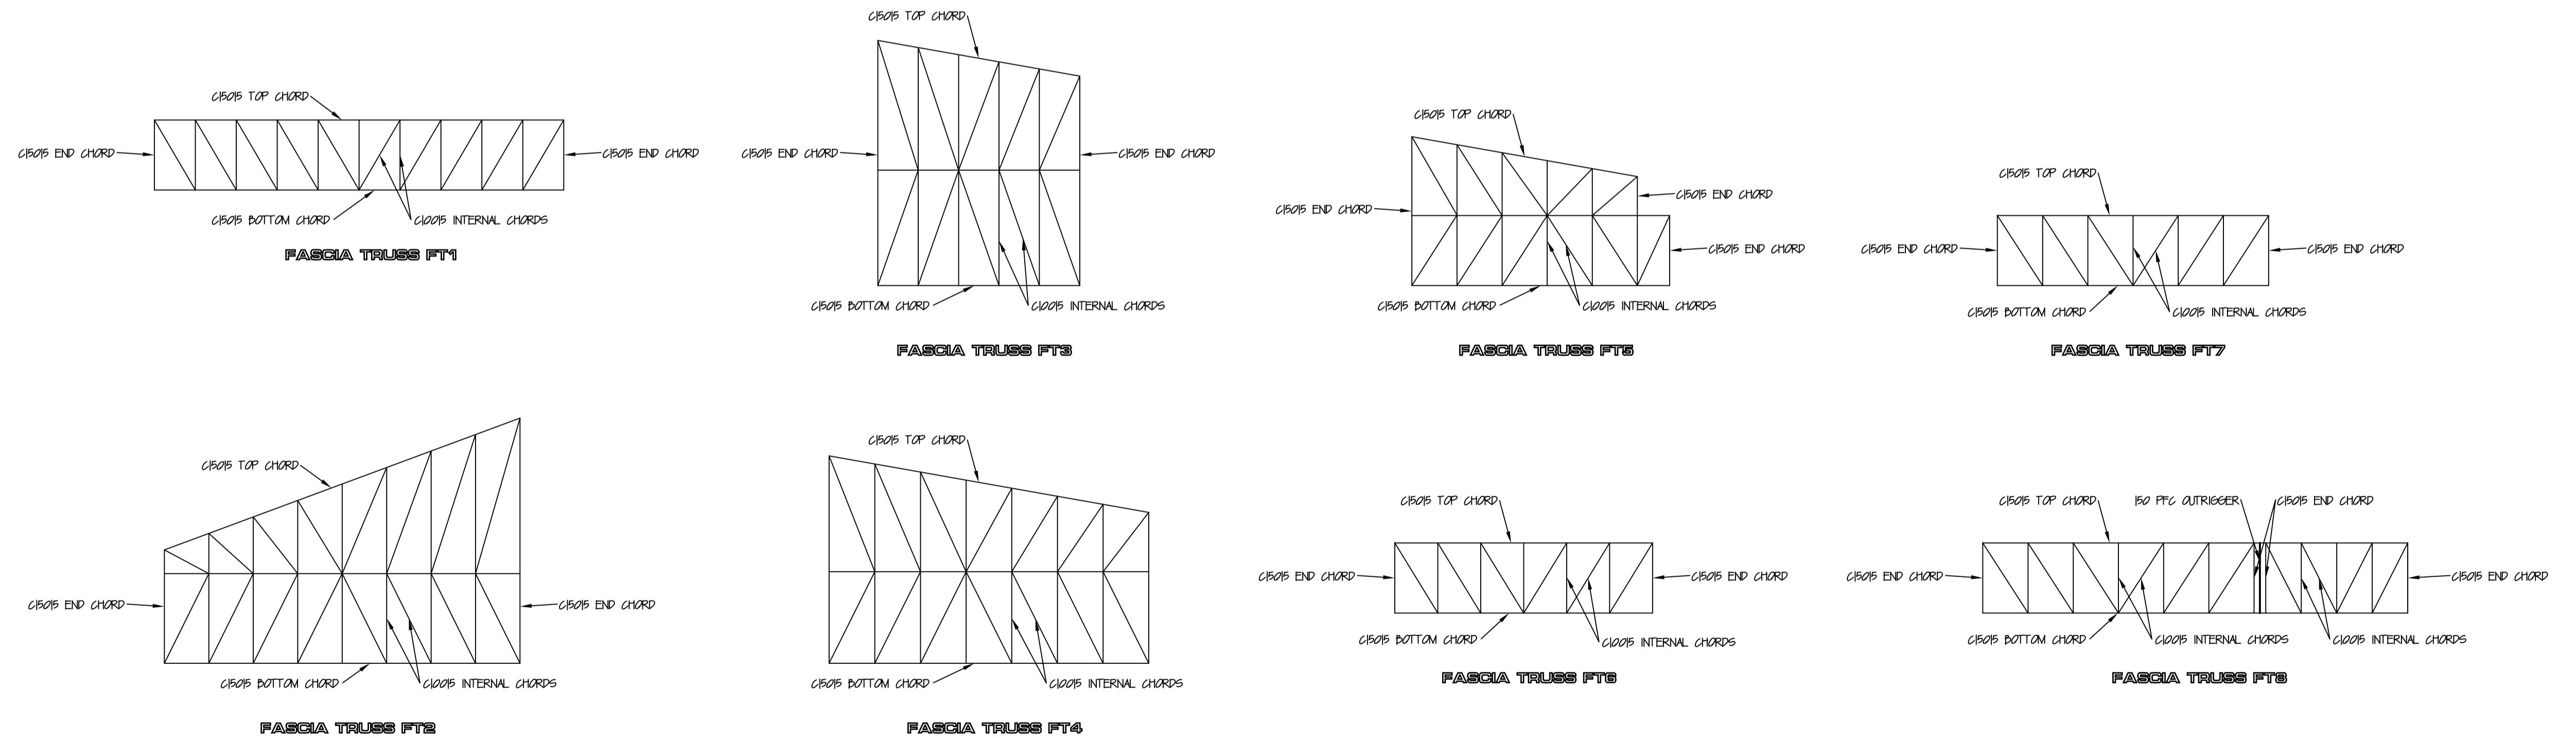 C15015 TOP CHORD
C15015 END CHORD
C15015 END CHORD
C15015 BOTTOM CHORD
C10015 INTERNAL CHORDS
FASCIA TRUSS FT1
C15015 TOP CHORD
C15015 END CHORD
C15015 END CHORD
C15015 BOTTOM CHORD
C10015 INTERNAL CHORDS
FASCIA TRUSS FT3
C15015 TOP CHORD
C15015 END CHORD
C15015 END CHORD
C15015 END CHORD
C15015 BOTTOM CHORD
C10015 INTERNAL CHORDS
FASCIA TRUSS FT5
C15015 TOP CHORD
C15015 END CHORD
C15015 END CHORD
C15015 BOTTOM CHORD
C10015 INTERNAL CHORDS
FASCIA TRUSS FT7
C15015 TOP CHORD
C15015 END CHORD
C15015 END CHORD
C15015 BOTTOM CHORD
C10015 INTERNAL CHORDS
FASCIA TRUSS FT2
C15015 TOP CHORD
C15015 BOTTOM CHORD
C10015 INTERNAL CHORDS
FASCIA TRUSS FT4
C15015 TOP CHORD
C15015 END CHORD
C15015 END CHORD
C15015 BOTTOM CHORD
C10015 INTERNAL CHORDS
FASCIA TRUSS FT6
C15015 TOP CHORD
150 PFC OUTRIGGER
C15015 END CHORD
C15015 END CHORD
C15015 END CHORD
C15015 BOTTOM CHORD
C10015 INTERNAL CHORDS
C10015 INTERNAL CHORDS
FASCIA TRUSS FT8